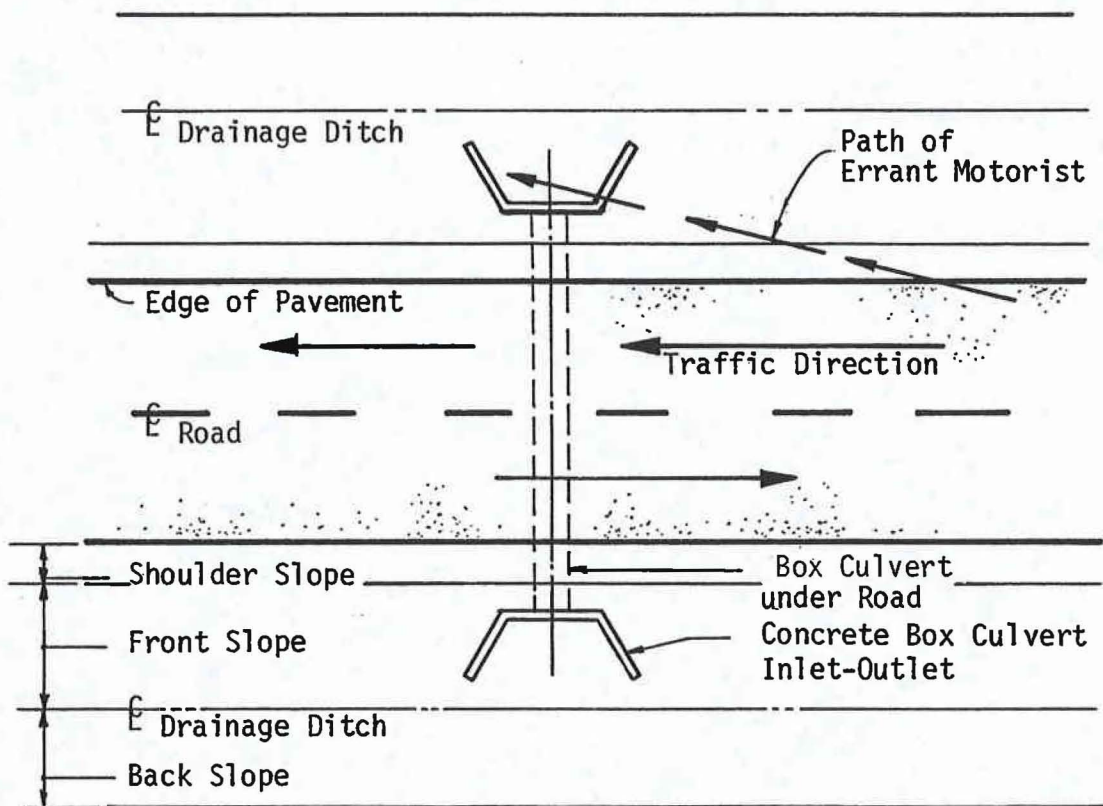 ℄ Drainage Ditch
Path of
Errant Motorist
Edge of Pavement
Traffic Direction
℄ Road
Shoulder Slope
Box Culvert
under Road
Front Slope
Concrete Box Culvert
Inlet-Outlet
℄ Drainage Ditch
Back Slope